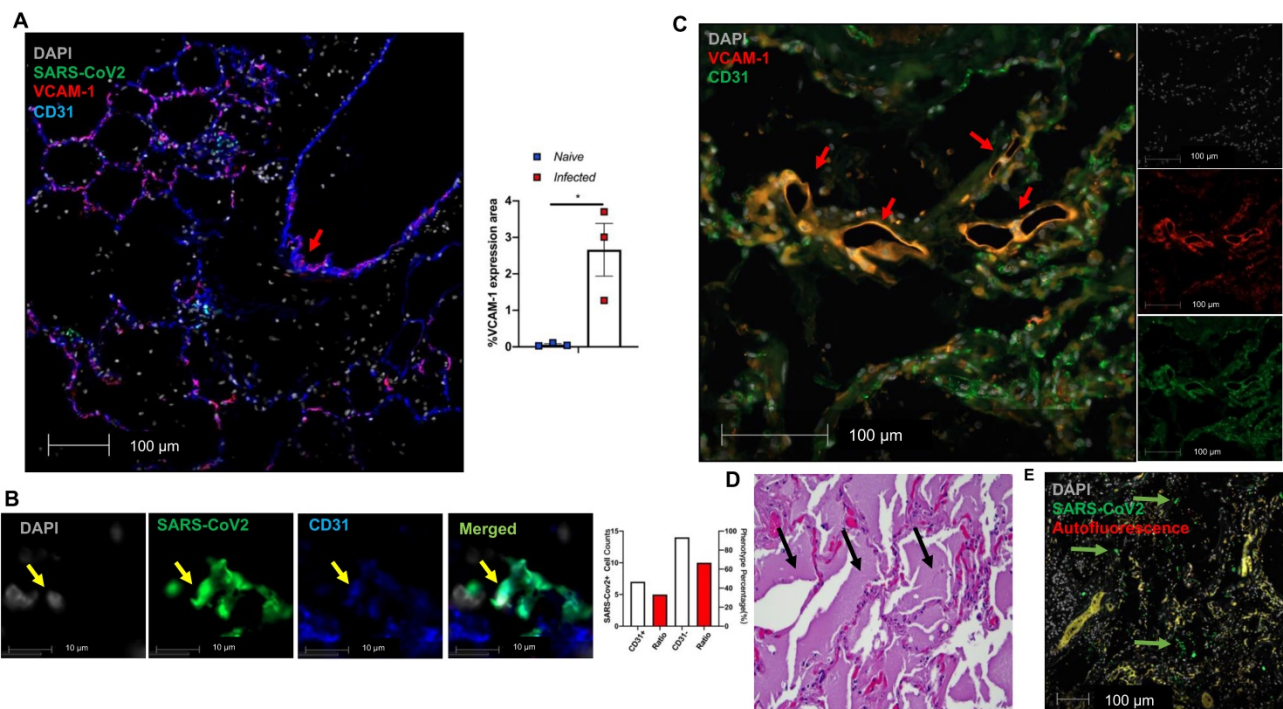 A
DAPI
SARS-CoV2
VCAM-1
CD31
100 µm
Naive
Infected
*
%VCAM-1 expression area
4
3
2
1
0
B
DAPI
SARS-CoV2
CD31
Merged
10 µm
10 µm
10 µm
10 µm
SARS-Cov2+ Cell Counts
15
10
5
0
Phenotype Percentage(%)
100
80
60
40
20
0
CD31+
Ratio
CD31-
Ratio
C
DAPI
VCAM-1
CD31
100 µm
100 µm
100 µm
100 µm
D
E
DAPI
SARS-CoV2
Autofluorescence
100 µm